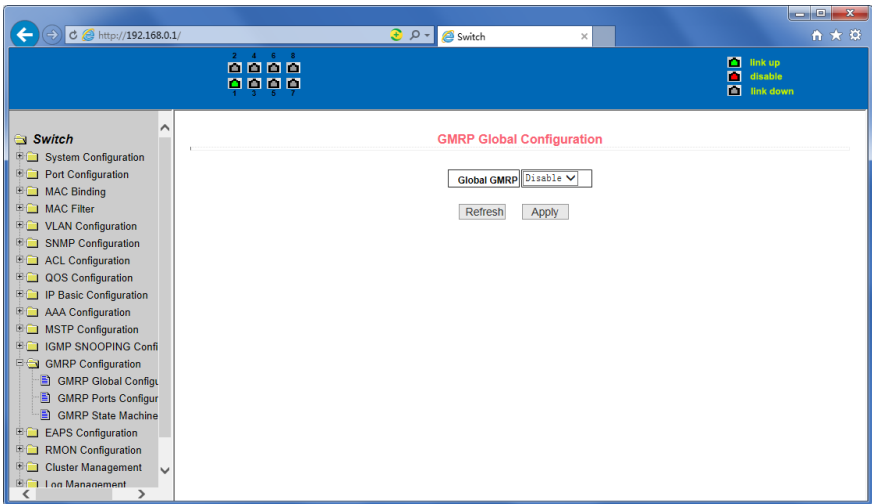 http://192.168.0.1/
Switch
2 4 6 8
1 3 5 7
link up
disable
link down
Switch
System Configuration
Port Configuration
MAC Binding
MAC Filter
VLAN Configuration
SNMP Configuration
ACL Configuration
QOS Configuration
IP Basic Configuration
AAA Configuration
MSTP Configuration
IGMP SNOOPING Confi
GMRP Configuration
GMRP Global Configu
GMRP Ports Configur
GMRP State Machine
EAPS Configuration
RMON Configuration
Cluster Management
Log Management
GMRP Global Configuration
Global GMRP Disable
Refresh Apply